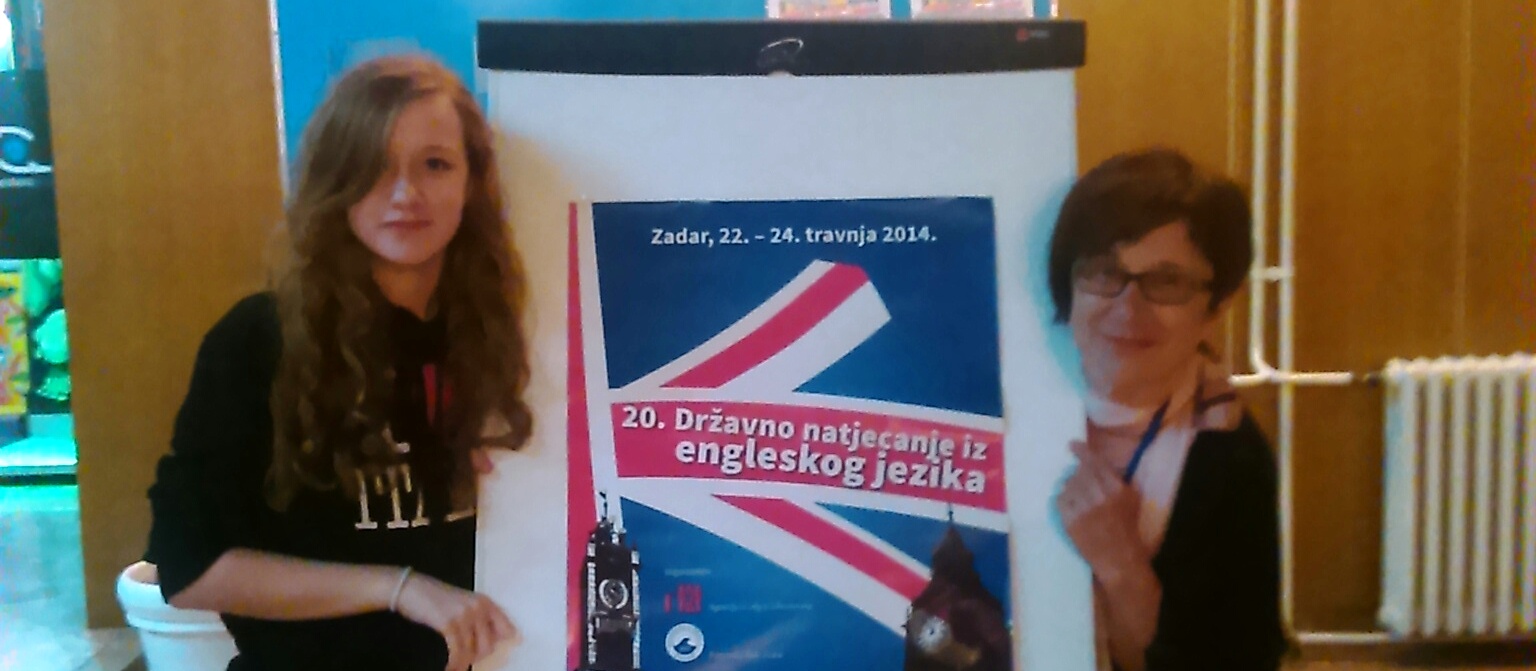 Zadar, 22. – 24. travnja 2014.
20. Državno natjecanje iz
engleskog jezika